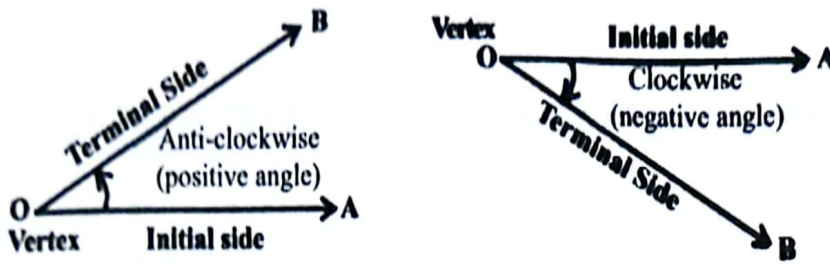 B
Terminal Side
Anti-clockwise
(positive angle)
O
A
Vertex
Initial side
Vertex
Initial side
O
A
Clockwise
(negative angle)
Terminal Side
B